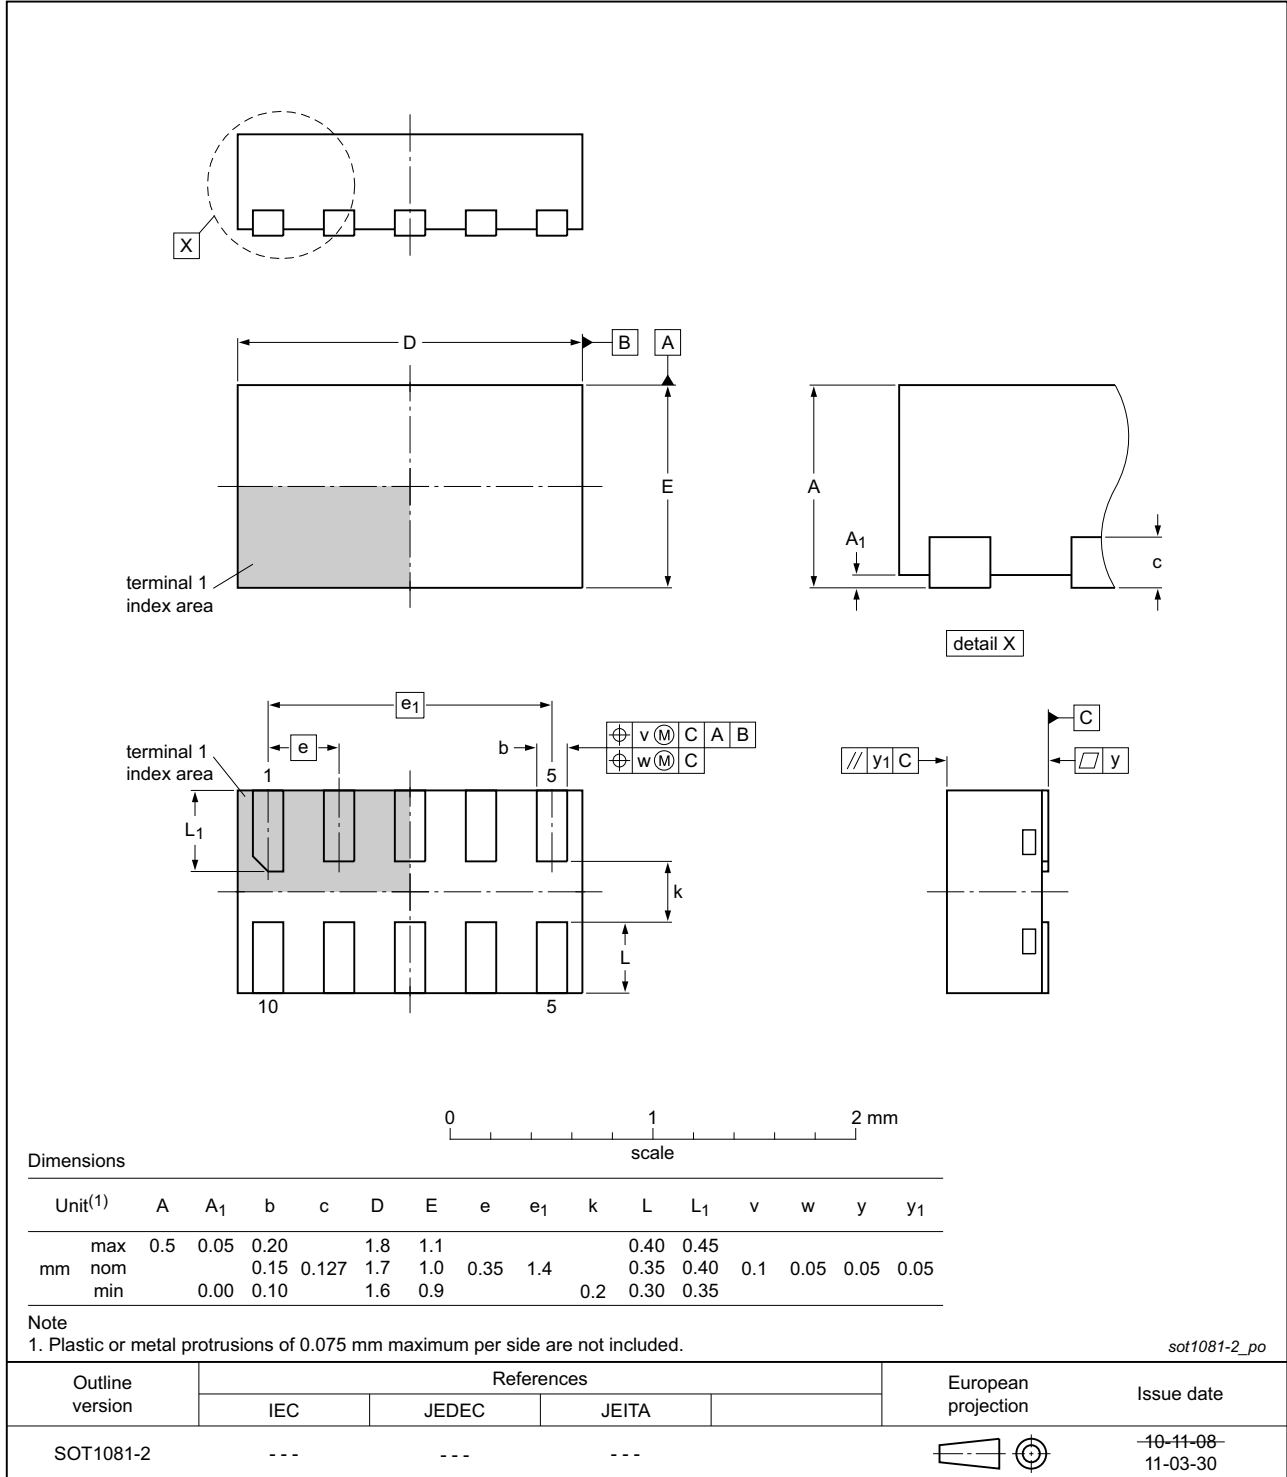 X
D
B
A
E
terminal 1
index area
A
A1
c
detail X
e1
e
b
v M C A B
w M C
terminal 1
index area
1
5
L1
k
L
10
5
C
// y1 C
y
0 1 2 mm
scale
Dimensions
Unit(1) A A1 b c D E e e1 k L L1 v w y y1
max 0.5 0.05 0.20 1.8 1.1 0.40 0.45
mm nom 0.15 0.127 1.7 1.0 0.35 1.4 0.35 0.40 0.1 0.05 0.05 0.05
min 0.00 0.10 1.6 0.9 0.2 0.30 0.35
Note
1. Plastic or metal protrusions of 0.075 mm maximum per side are not included.
sot1081-2_po
Outline version
References
European projection
Issue date
IEC JEDEC JEITA
SOT1081-2 - - - - - - - - -
10-11-08
11-03-30